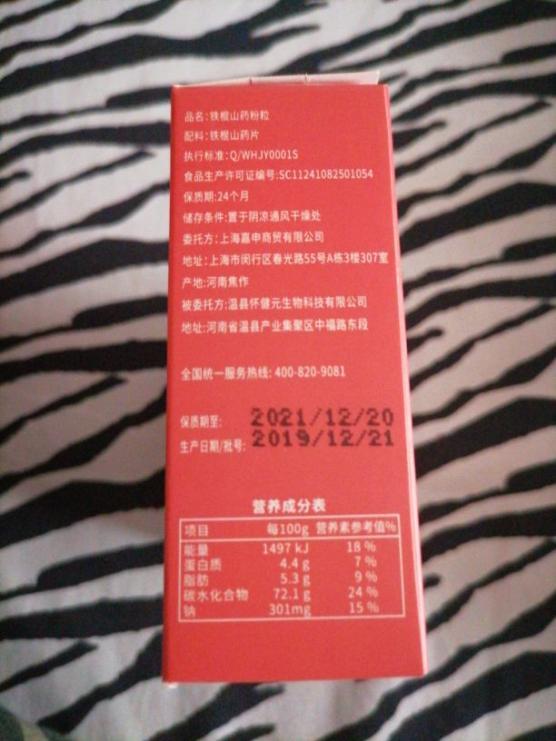 品名:铁棍山药粉粒
配料:铁棍山药片
执行标准:Q/WHJY0001S
食品生产许可证编号:SC11241082501054
保质期:24个月
储存条件:置于阴凉通风干燥处
委托方:上海嘉申商贸有限公司
地址:上海市闵行区春光路55号A栋3楼307室
产地:河南焦作
被委托方:温县怀健元生物科技有限公司
地址:河南省温县产业集聚区中福路东段
全国统一服务热线:400-820-9081
保质期至: 2021/12/20
生产日期/批号: 2019/12/21
营养成分表
项目 每100g 营养素参考值%
能量 1497 kJ 18 %
蛋白质 4.4 g 7 %
脂肪 5.3 g 9 %
碳水化合物 72.1 g 24 %
钠 301mg 15 %